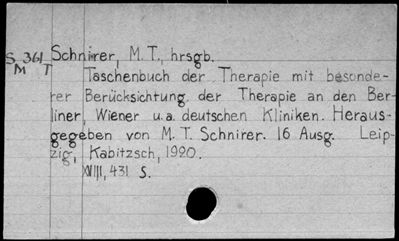 S 361 Schnirer, M. T., hrsgb.
M T Taschenbuch der Therapie mit besonde-
rer Berücksichtung der Therapie an den Ber-
liner, Wiener u.a. deutschen Kliniken. Heraus-
gegeben von M. T. Schnirer. 16 Ausg. Leip-
zig, Kabitzsch, 1920.
XVIII, 431 S.